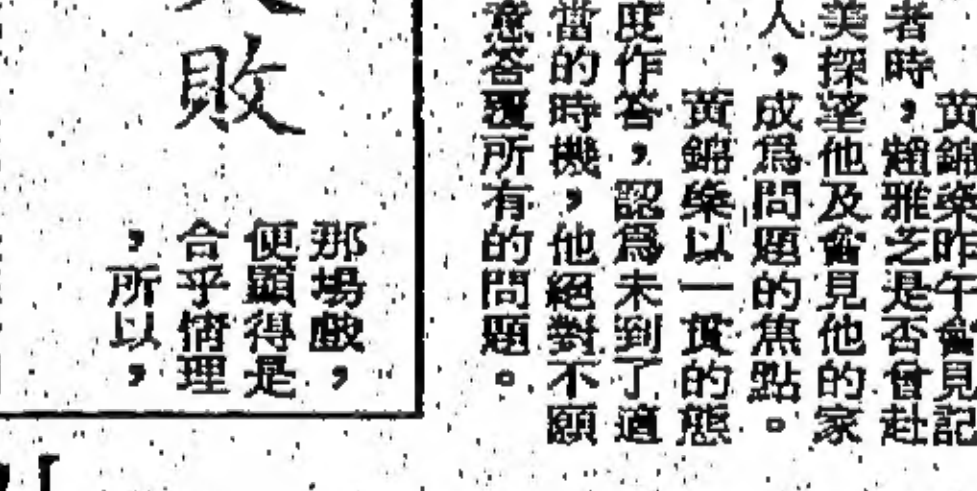 黃錦燊昨午會見記
者時，趙雅芝是否曾赴
美探望他及會見他的家
人，成爲問題的焦點。
黃錦燊以一貫的態
度作答，認爲未到了適
當的時機，他絕對不願
意答覆所有的問題。
敗
那場戲，
便顯得是
合乎情理
，所以，